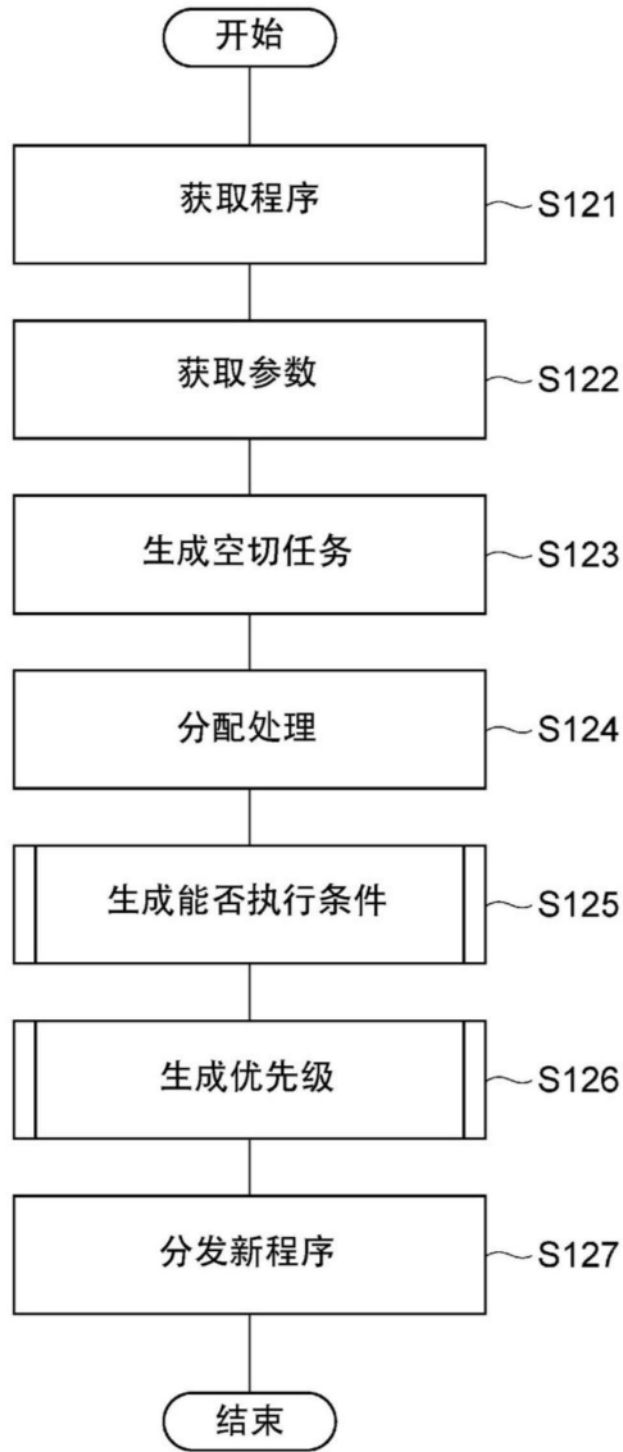 开始
获取程序
S121
获取参数
S122
生成空切任务
S123
分配处理
S124
生成能否执行条件
S125
生成优先级
S126
分发新程序
S127
结束